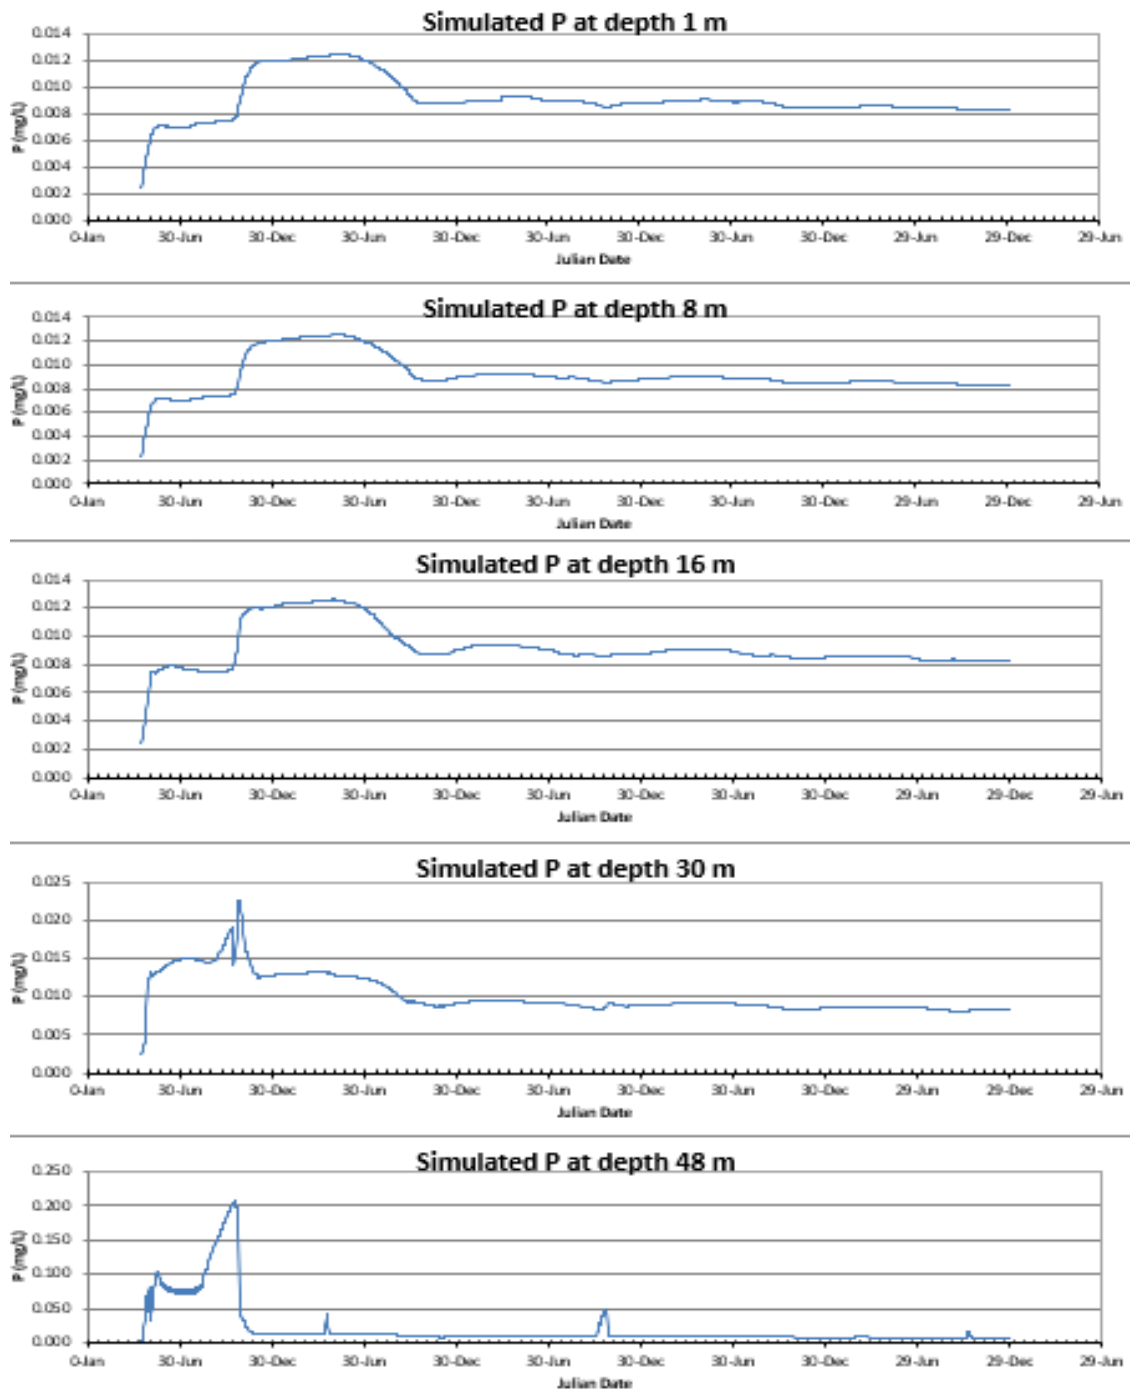 Simulated P at depth 1 m
0.014
0.012
0.010
0.008
0.006
0.004
0.002
0.000
P (mg/L)
0-Jan 30-Jun 30-Dec 30-Jun 30-Dec 30-Jun 30-Dec 30-Jun 30-Dec 29-Jun 29-Dec 29-Jun
Julian Date
Simulated P at depth 8 m
0.014
0.012
0.010
0.008
0.006
0.004
0.002
0.000
P (mg/L)
0-Jan 30-Jun 30-Dec 30-Jun 30-Dec 30-Jun 30-Dec 30-Jun 30-Dec 29-Jun 29-Dec 29-Jun
Julian Date
Simulated P at depth 16 m
0.014
0.012
0.010
0.008
0.006
0.004
0.002
0.000
P (mg/L)
0-Jan 30-Jun 30-Dec 30-Jun 30-Dec 30-Jun 30-Dec 30-Jun 30-Dec 29-Jun 29-Dec 29-Jun
Julian Date
Simulated P at depth 30 m
0.025
0.020
0.015
0.010
0.005
0.000
P (mg/L)
0-Jan 30-Jun 30-Dec 30-Jun 30-Dec 30-Jun 30-Dec 30-Jun 30-Dec 29-Jun 29-Dec 29-Jun
Julian Date
Simulated P at depth 48 m
0.250
0.200
0.150
0.100
0.050
0.000
P (mg/L)
0-Jan 30-Jun 30-Dec 30-Jun 30-Dec 30-Jun 30-Dec 30-Jun 30-Dec 29-Jun 29-Dec 29-Jun
Julian Date